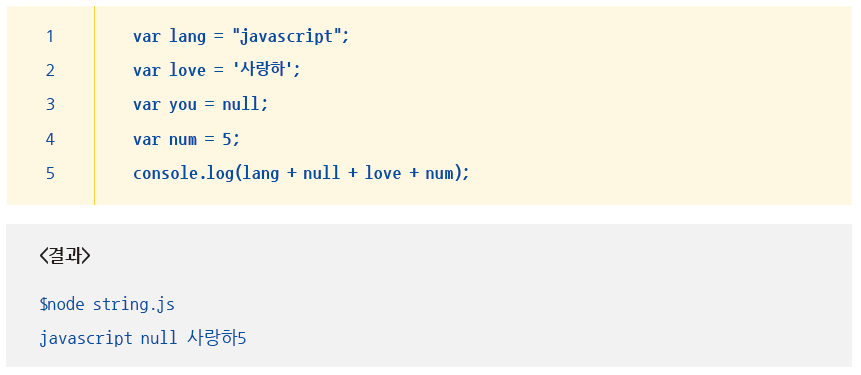 1 var lang = "javascript";
2 var love = '사랑하';
3 var you = null;
4 var num = 5;
5 console.log(lang + null + love + num);
<결과>
$node string.js
javascript null 사랑하5